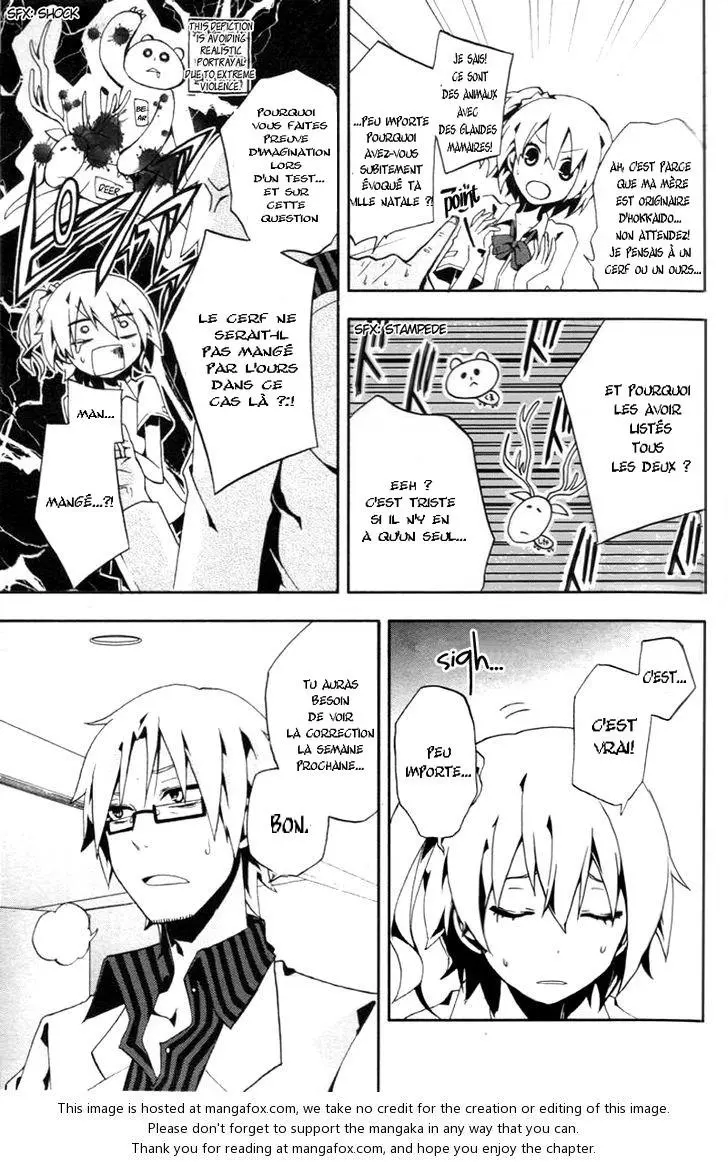 AH, C'EST PARCE
QUE MA MÈRE
EST ORIGINAIRE
D'HOKKAIDO...
NON ATTENDEZ!
JE PENSAIS À UN
CERF OU UN OURS...
JE SAIS!
CE SONT
DES ANIMAUX
AVEC
DES GLANDES
MAMAIRES!
...PEU IMPORTE
POURQUOI
AVEZ-VOUS
SUBITEMENT
ÉVOQUÉ TA
VILLE NATALE ?!
point
SFX: STAMPEDE
ET POURQUOI
LES AVOIR
LISTÉS
TOUS
LES DEUX ?
EEH ?
C'EST TRISTE
SI IL N'Y EN
À QU'UN SEUL...
SFX: SHOCK
THIS DEPICTION
IS AVOIDING
REALISTIC
PORTRAYAL
DUE TO EXTREME
VIOLENCE.
BE-
AR
DEER
POURQUOI
VOUS FAITES
PREUVE
D'IMAGINATION
LORS
D'UN TEST...
ET SUR
CETTE
QUESTION
LE CERF NE
SERAIT-IL
PAS MANGÉ
PAR L'OURS
DANS CE
CAS LÀ ?!!
MAN...
MANGÉ...?!
C'EST...
C'EST
VRAI!
sigh...
PEU
IMPORTE...
TU AURAS
BESOIN
DE VOIR
LA CORRECTION
LA SEMAINE
PROCHAINE...
BON.
This image is hosted at mangafox.com, we take no credit for the creation or editing of this image.
Please don't forget to support the mangaka in any way that you can.
Thank you for reading at mangafox.com, and hope you enjoy the chapter.